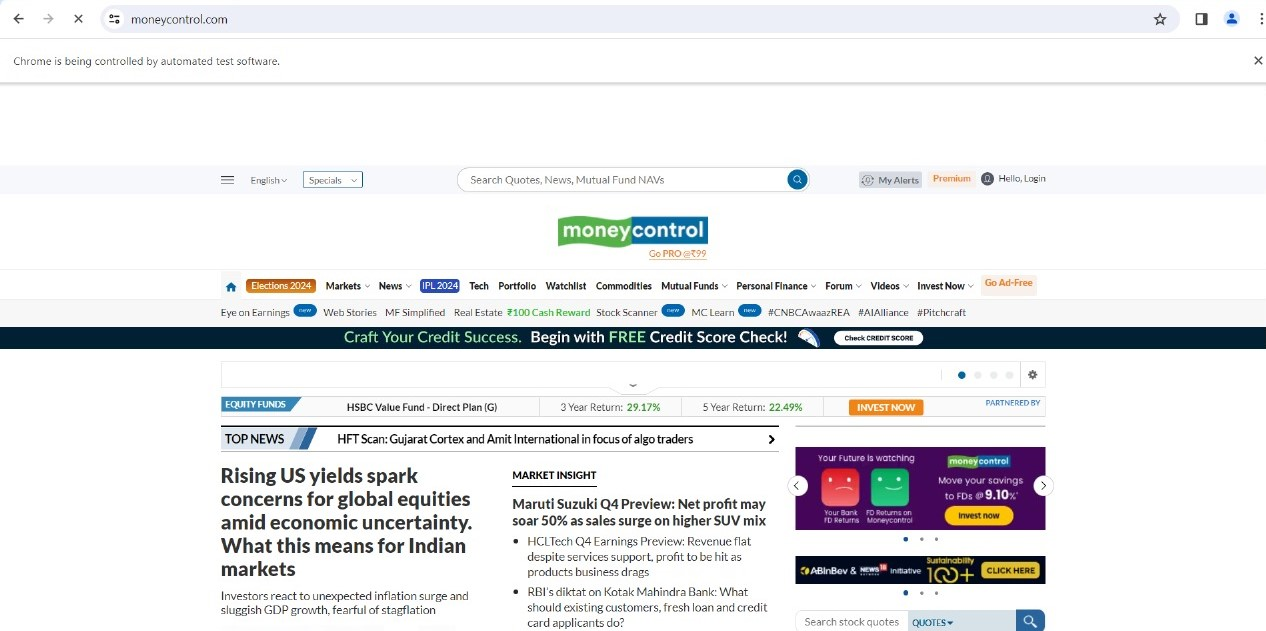 moneycontrol.com
Chrome is being controlled by automated test software.
English
Specials
Search Quotes, News, Mutual Fund NAVs
My Alerts
Premium
Hello, Login
moneycontrol
Go PRO @₹99
Elections 2024 Markets News IPL 2024 Tech Portfolio Watchlist Commodities Mutual Funds Personal Finance Forum Videos Invest Now Go Ad-Free
Eye on Earnings new Web Stories MF Simplified Real Estate ₹100 Cash Reward Stock Scanner new MC Learn new #CNBCAwaazREA #AIAlliance #Pitchcraft
Craft Your Credit Success. Begin with FREE Credit Score Check! Check CREDIT SCORE
EQUITY FUNDS HSBC Value Fund - Direct Plan (G) 3 Year Return: 29.17% 5 Year Return: 22.49% INVEST NOW PARTNERED BY
TOP NEWS HFT Scan: Gujarat Cortex and Amit International in focus of algo traders
Rising US yields spark
concerns for global equities
amid economic uncertainty.
What this means for Indian
markets
Investors react to unexpected inflation surge and
sluggish GDP growth, fearful of stagflation
MARKET INSIGHT
Maruti Suzuki Q4 Preview: Net profit may
soar 50% as sales surge on higher SUV mix
HCLTech Q4 Earnings Preview: Revenue flat
despite services support, profit to be hit as
products business drags
RBI's diktat on Kotak Mahindra Bank: What
should existing customers, fresh loan and credit
card applicants do?
Your Future is watching
Your Bank
FD Returns
FD Returns on
Moneycontrol
moneycontrol
Move your savings
to FDs @ 9.10%*
Invest now
ABInBev & NEWS18 initiative Sustainability 100+ CLICK HERE
Search stock quotes QUOTES